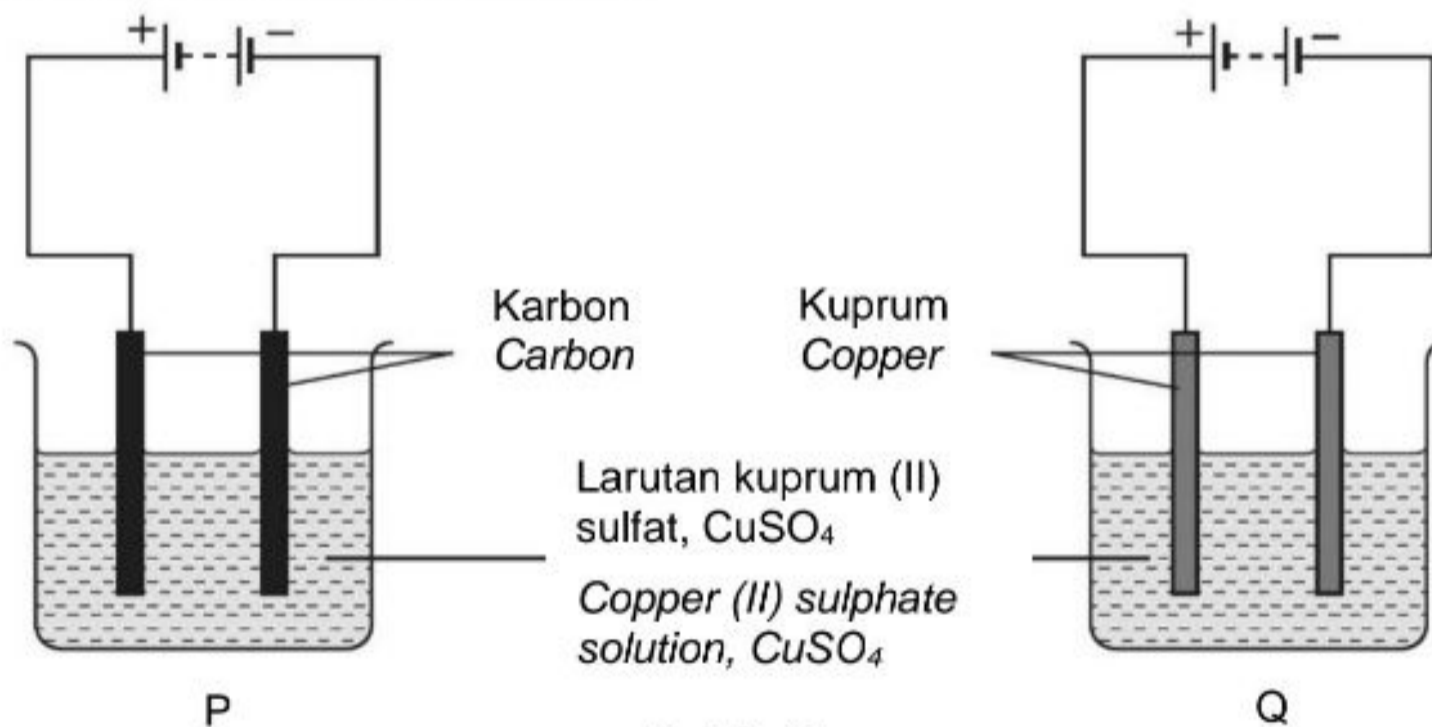 + −
+ −
Karbon
Carbon
Kuprum
Copper
Larutan kuprum (II)
sulfat, CuSO₄
Copper (II) sulphate
solution, CuSO₄
P
Q